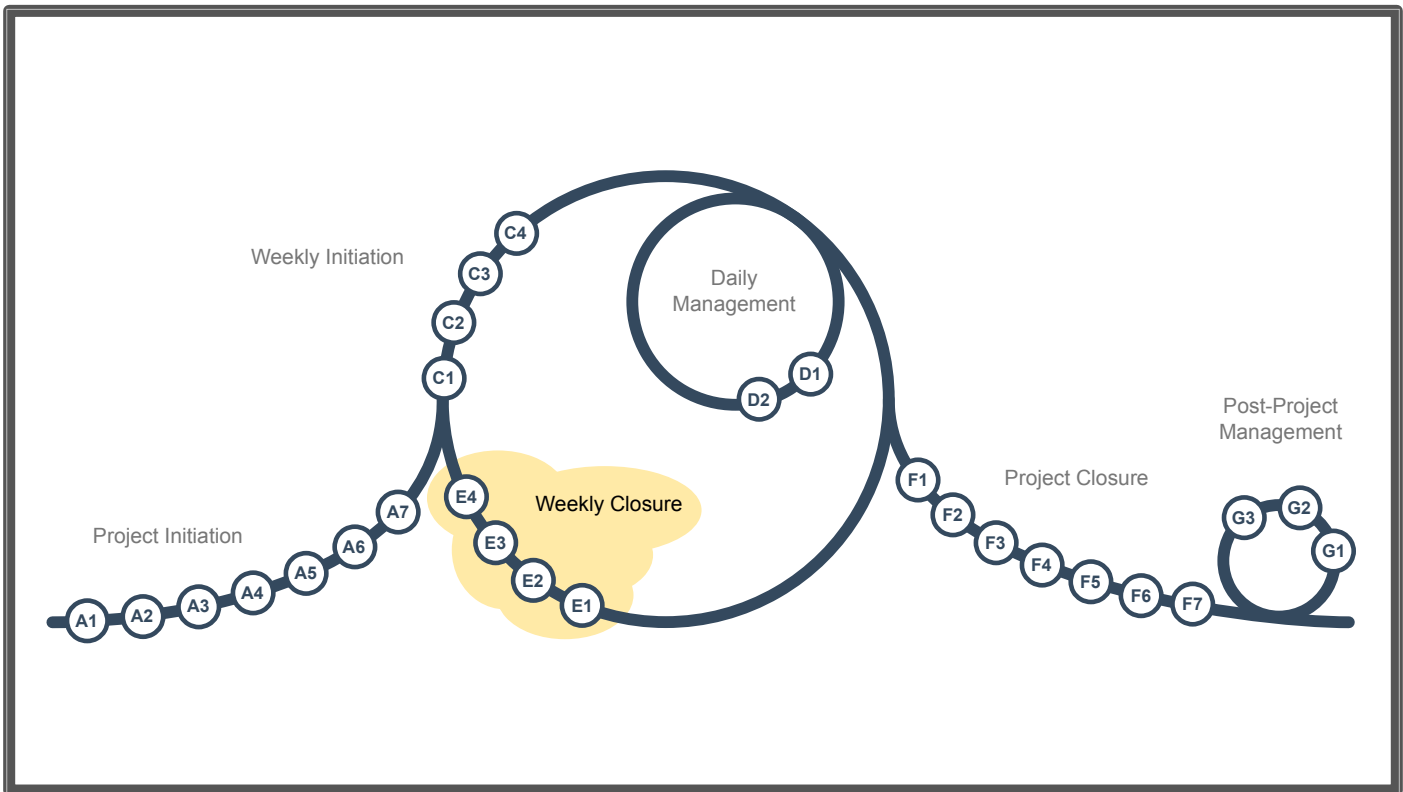 C4
Weekly Initiation
C3
Daily
Management
C2
D1
C1
D2
Post-Project
Management
Project Closure
F1
E4
Weekly Closure
A7
F2
G3
G2
G1
Project Initiation
A6
E3
F3
A5
E2
F4
A4
E1
F5
A3
F6
A2
F7
A1